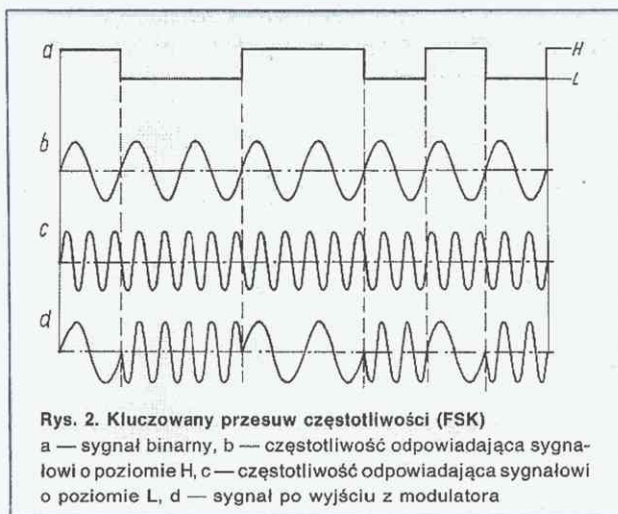 a
H
L
b
c
d
Rys. 2. Kluczowany przesuw częstotliwości (FSK)
a — sygnał binarny, b — częstotliwość odpowiadająca sygna-
łowi o poziomie H, c — częstotliwość odpowiadająca sygnałowi
o poziomie L, d — sygnał po wyjściu z modulatora